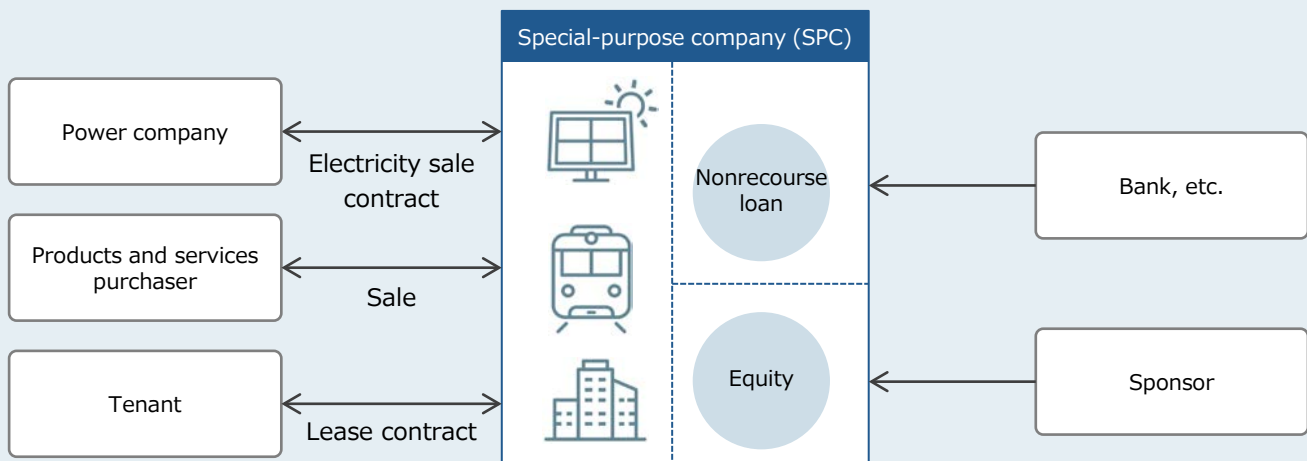 Special-purpose company (SPC)
Power company
Electricity sale
contract
Products and services
purchaser
Sale
Tenant
Lease contract
Nonrecourse
loan
Equity
Bank, etc.
Sponsor